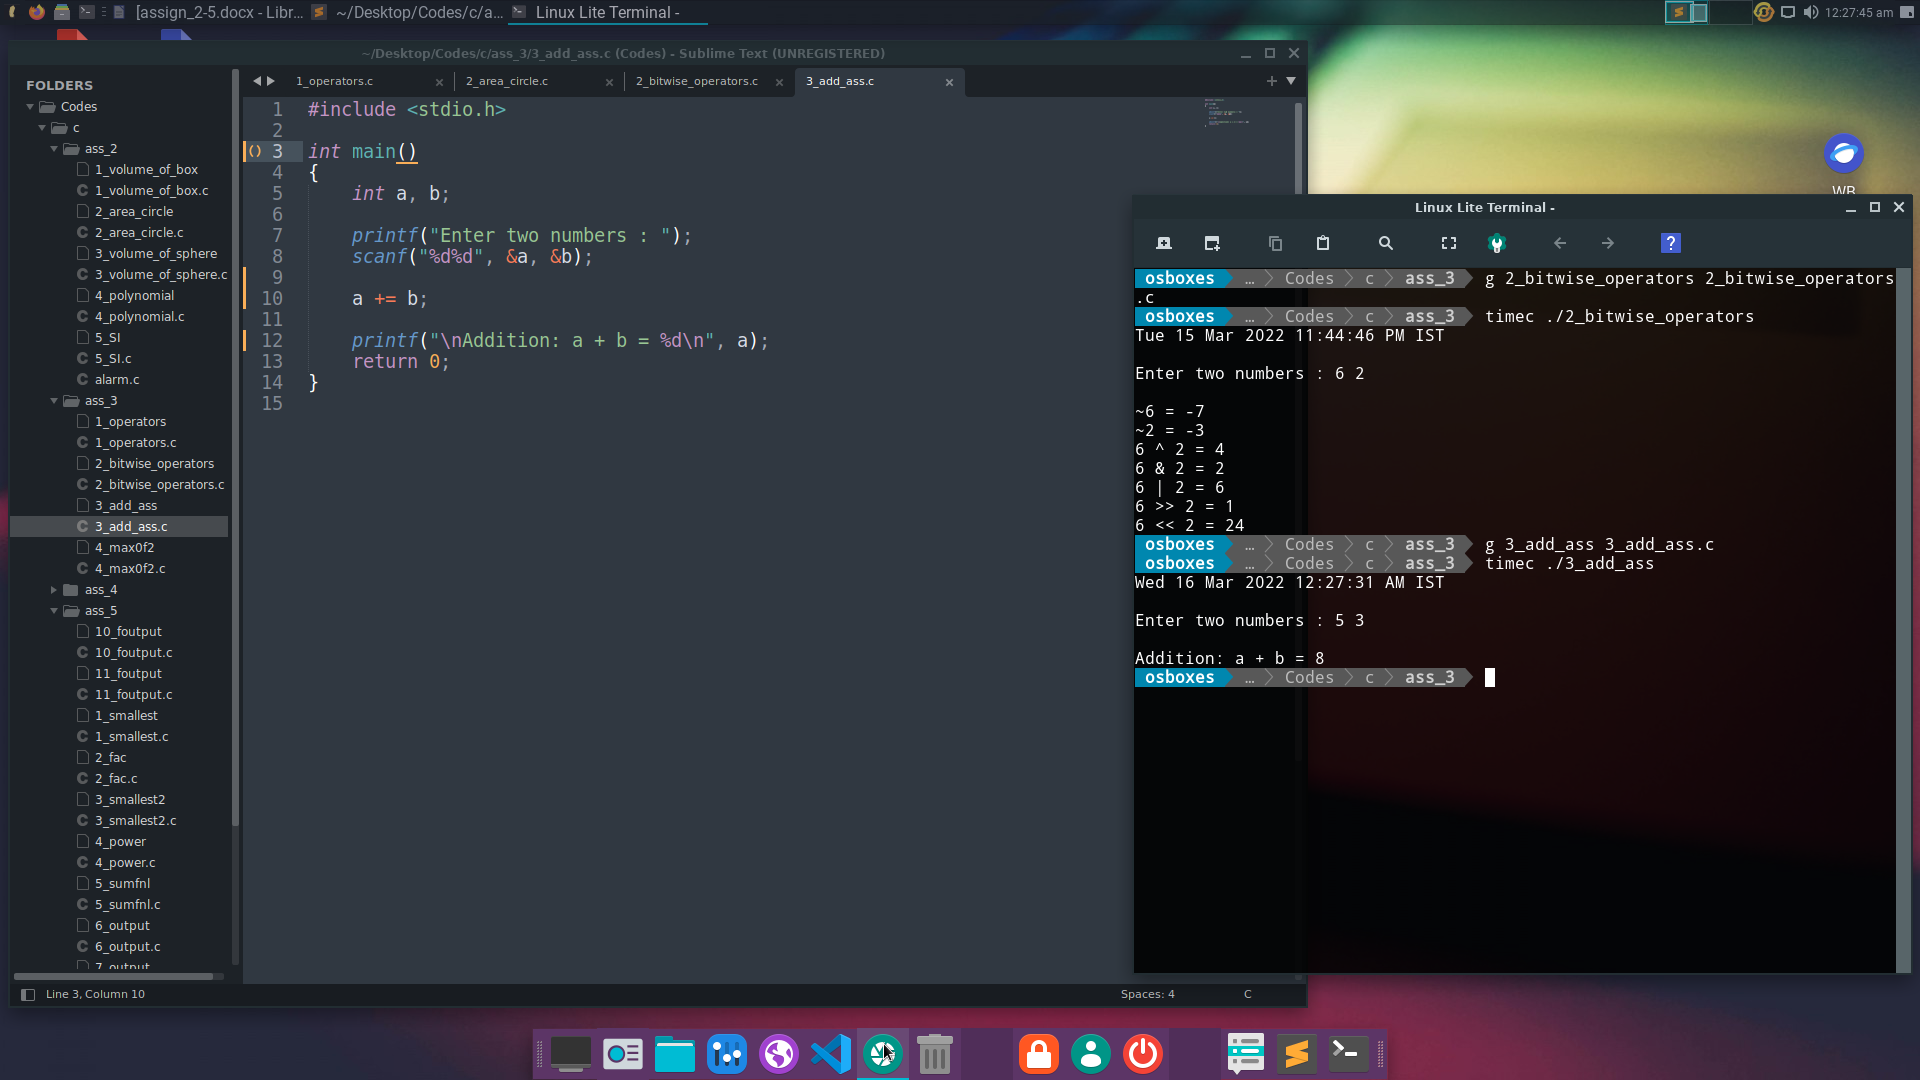 [assign_2-5.docx - Libr...
~/Desktop/Codes/c/a...
Linux Lite Terminal -
12:27:45 am
~/Desktop/Codes/c/ass_3/3_add_ass.c (Codes) - Sublime Text (UNREGISTERED)
FOLDERS
Codes
c
ass_2
1_volume_of_box
1_volume_of_box.c
2_area_circle
2_area_circle.c
3_volume_of_sphere
3_volume_of_sphere.c
4_polynomial
4_polynomial.c
5_SI
5_SI.c
alarm.c
ass_3
1_operators
1_operators.c
2_bitwise_operators
2_bitwise_operators.c
3_add_ass
3_add_ass.c
4_max0f2
4_max0f2.c
ass_4
ass_5
10_foutput
10_foutput.c
11_foutput
11_foutput.c
1_smallest
1_smallest.c
2_fac
2_fac.c
3_smallest2
3_smallest2.c
4_power
4_power.c
5_sumfnl
5_sumfnl.c
6_output
6_output.c
7_output
1_operators.c
2_area_circle.c
2_bitwise_operators.c
3_add_ass.c
1 #include <stdio.h>
2
3 int main()
4 {
5 int a, b;
6
7 printf("Enter two numbers : ");
8 scanf("%d%d", &a, &b);
9
10 a += b;
11
12 printf("\nAddition: a + b = %d\n", a);
13 return 0;
14 }
15
Line 3, Column 10
Spaces: 4
C
WB
Linux Lite Terminal -
osboxes … Codes c ass_3 g 2_bitwise_operators 2_bitwise_operators
.c
osboxes … Codes c ass_3 timec ./2_bitwise_operators
Tue 15 Mar 2022 11:44:46 PM IST
Enter two numbers : 6 2
~6 = -7
~2 = -3
6 ^ 2 = 4
6 & 2 = 2
6 | 2 = 6
6 >> 2 = 1
6 << 2 = 24
osboxes … Codes c ass_3 g 3_add_ass 3_add_ass.c
osboxes … Codes c ass_3 timec ./3_add_ass
Wed 16 Mar 2022 12:27:31 AM IST
Enter two numbers : 5 3
Addition: a + b = 8
osboxes … Codes c ass_3